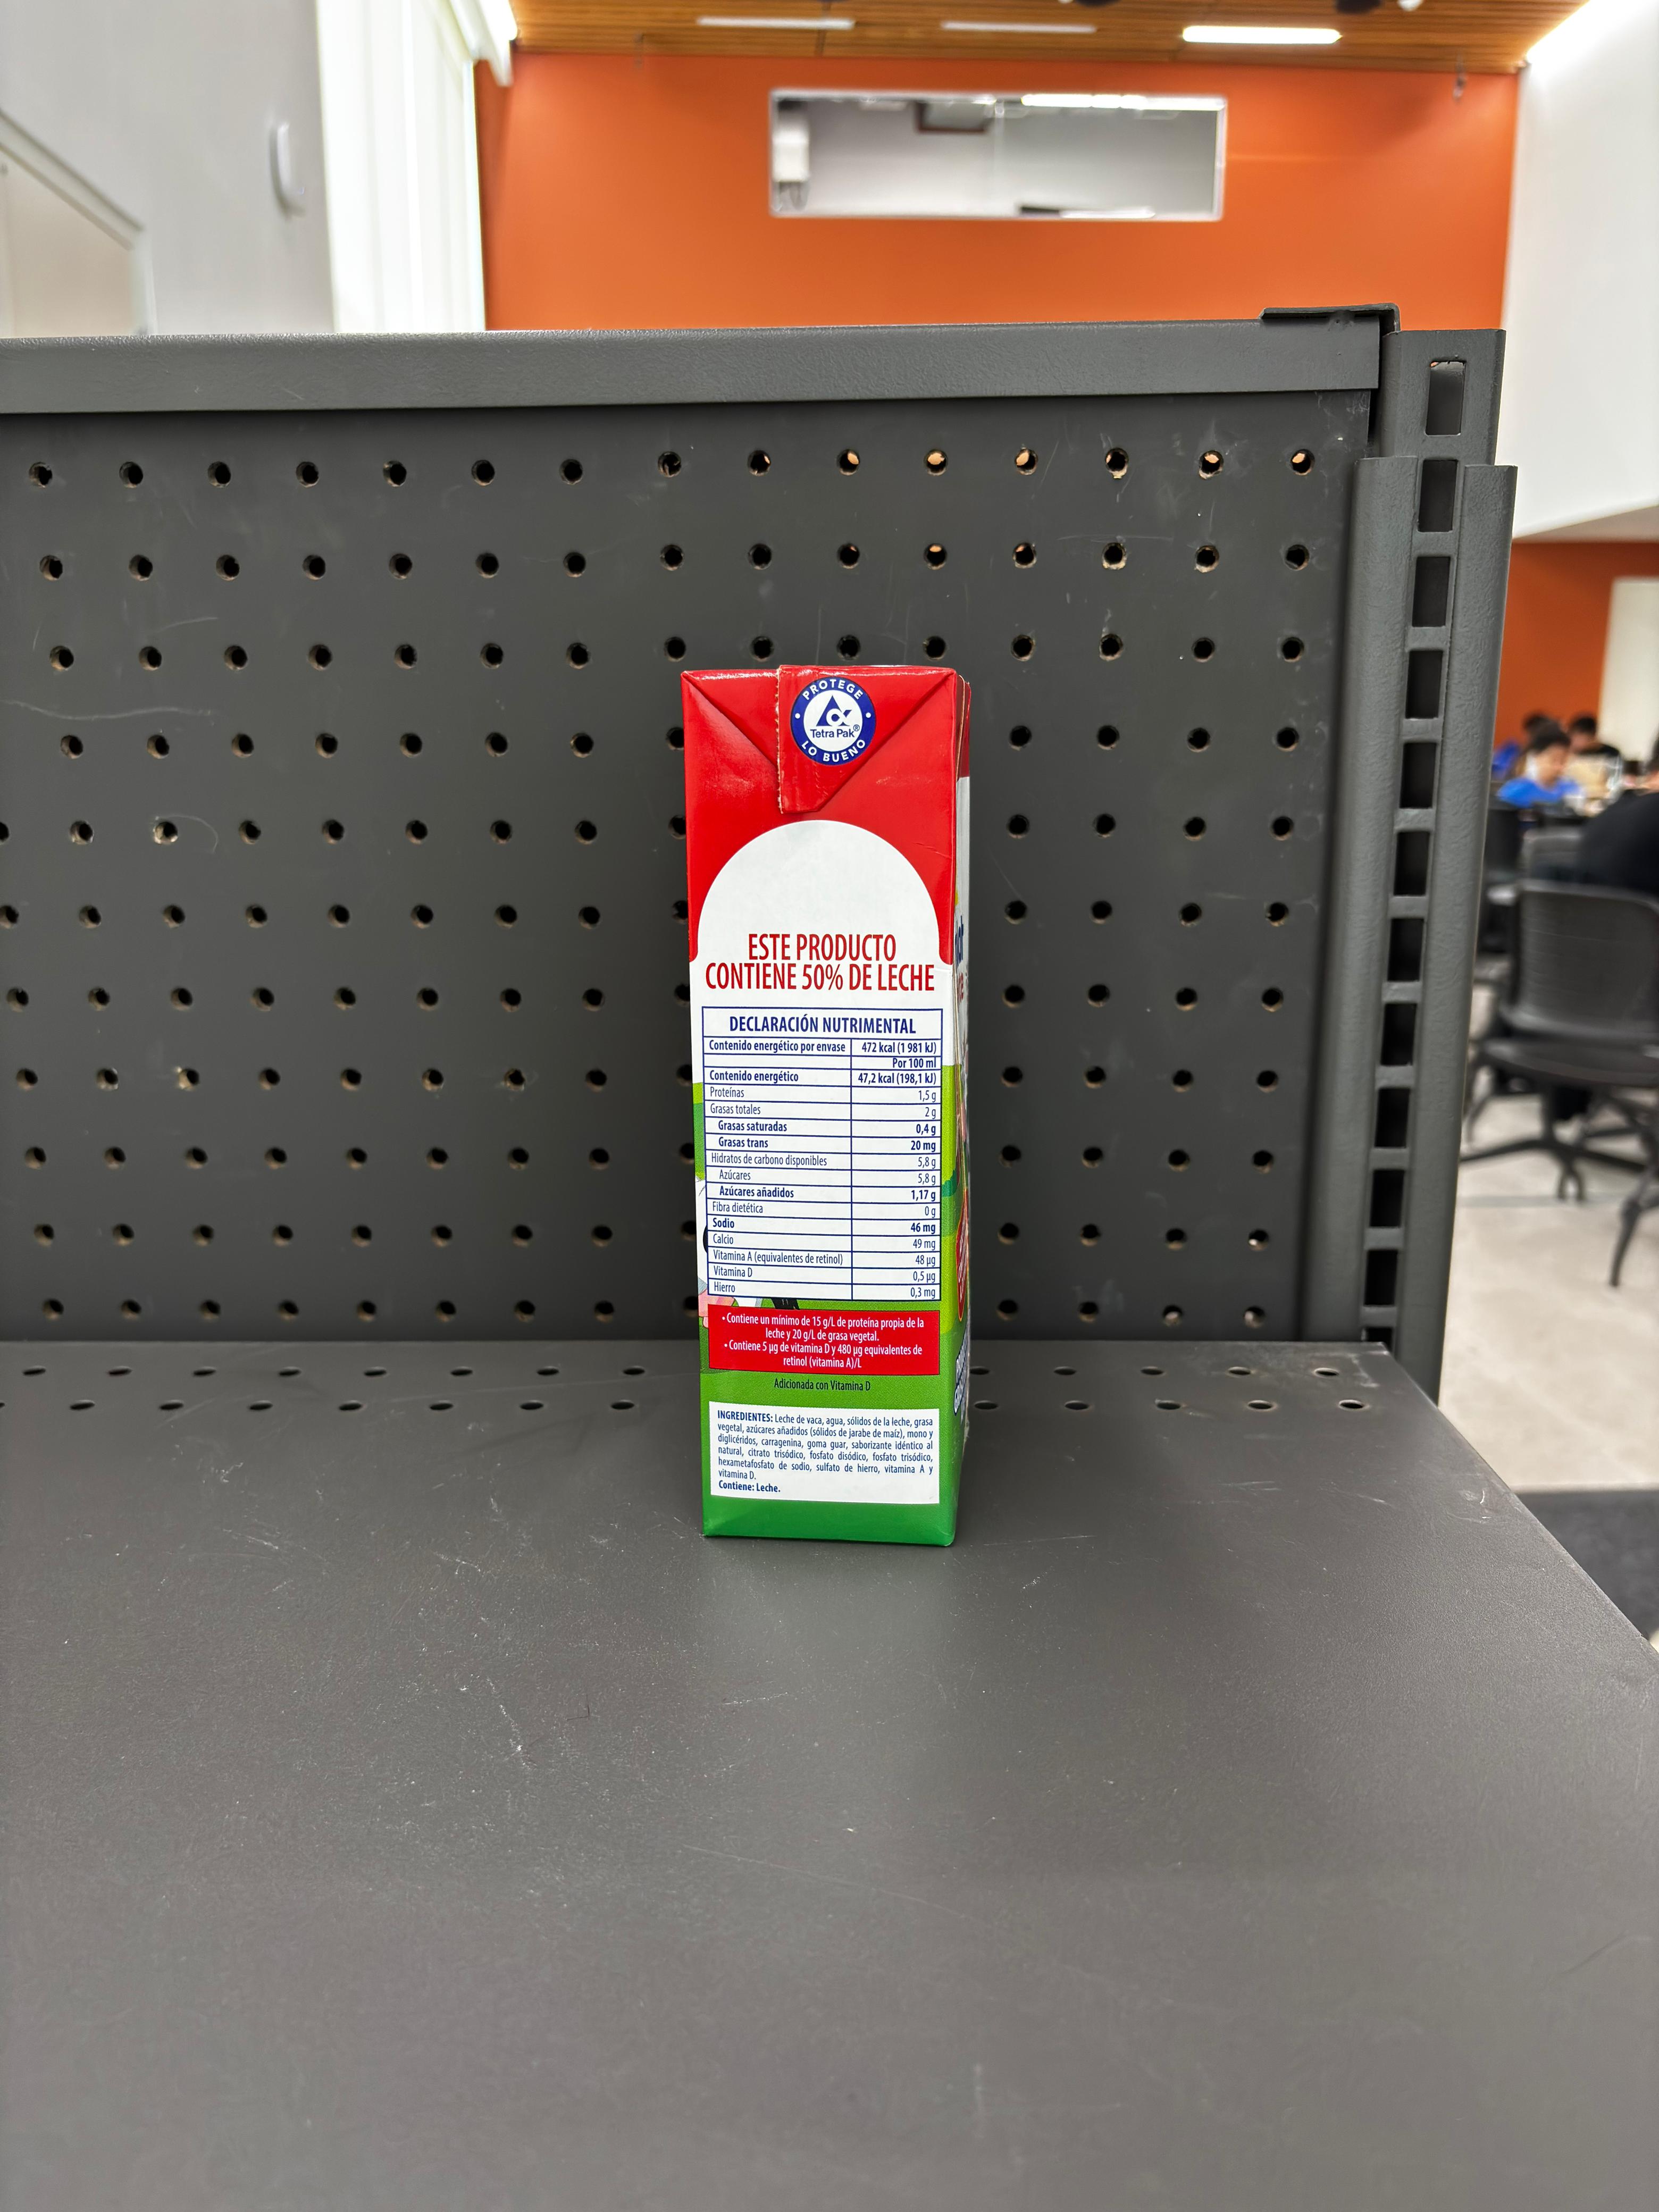 PROTEGE
Tetra Pak®
LO BUENO
ESTE PRODUCTO
CONTIENE 50% DE LECHE
DECLARACIÓN NUTRIMENTAL
Contenido energético por envase 472 kcal (1 981 kJ)
Por 100 ml
Contenido energético 47,2 kcal (198,1 kJ)
Proteínas 1,5 g
Grasas totales 2 g
Grasas saturadas 0,4 g
Grasas trans 20 mg
Hidratos de carbono disponibles 5,8 g
Azúcares 5,8 g
Azúcares añadidos 1,17 g
Fibra dietética 0 g
Sodio 46 mg
Calcio 49 mg
Vitamina A (equivalentes de retinol) 48 µg
Vitamina D 0,5 µg
Hierro 0,3 mg
• Contiene un mínimo de 15 g/L de proteína propia de la
leche y 20 g/L de grasa vegetal.
• Contiene 5 µg de vitamina D y 480 µg equivalentes de
retinol (vitamina A)/L
Adicionada con Vitamina D
INGREDIENTES: Leche de vaca, agua, sólidos de la leche, grasa
vegetal, azúcares añadidos (sólidos de jarabe de maíz), mono y
diglicéridos, carragenina, goma guar, saborizante idéntico al
natural, citrato trisódico, fosfato disódico, fosfato trisódico,
hexametafosfato de sodio, sulfato de hierro, vitamina A y
vitamina D.
Contiene: Leche.